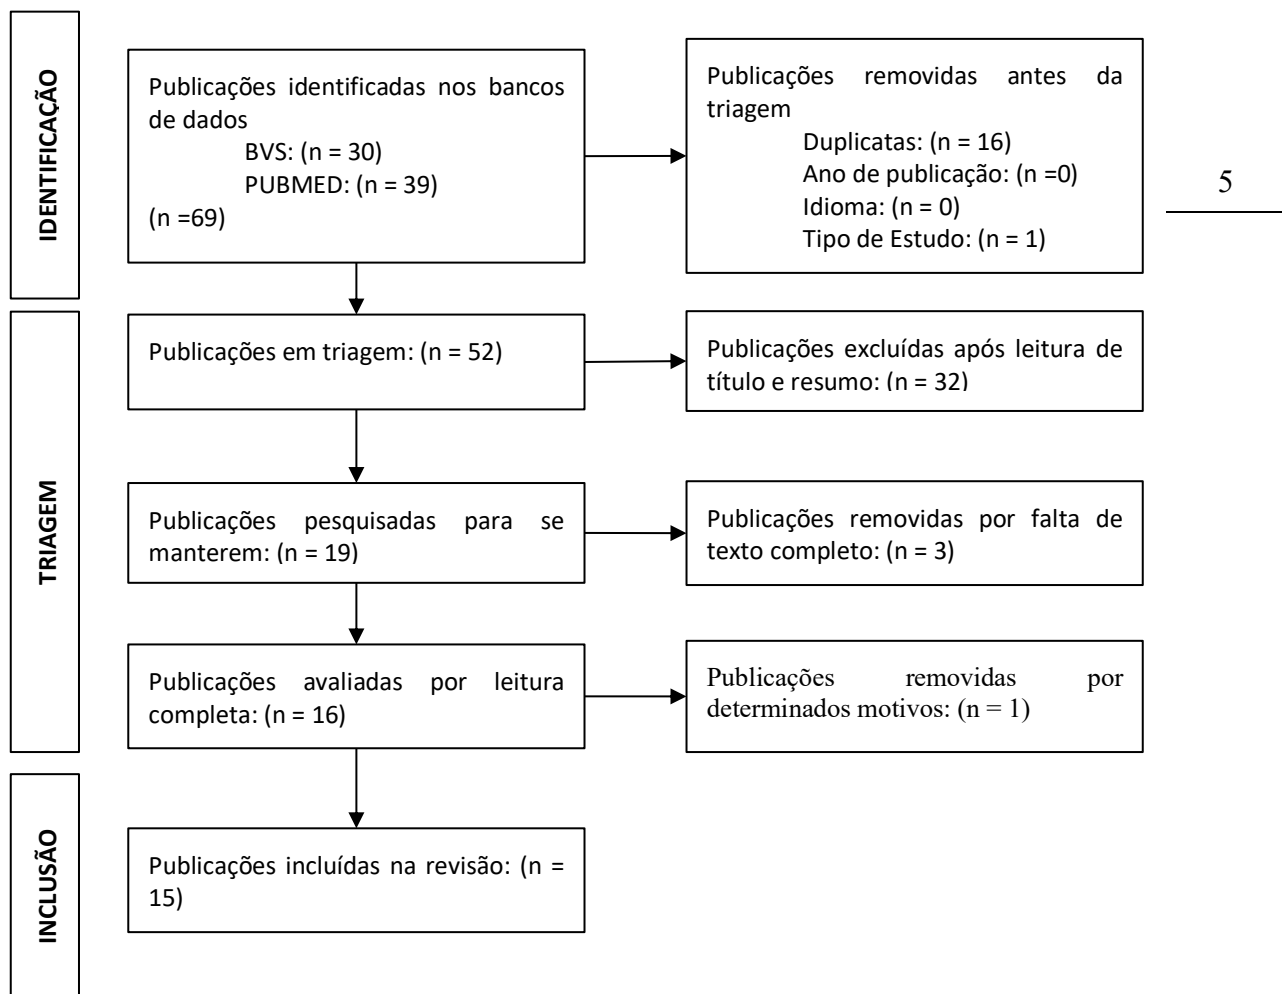 IDENTIFICAÇÃO
Publicações identificadas nos bancos
de dados
BVS: (n = 30)
PUBMED: (n = 39)
(n =69)
Publicações removidas antes da
triagem
Duplicatas: (n = 16)
Ano de publicação: (n =0)
Idioma: (n = 0)
Tipo de Estudo: (n = 1)
5
TRIAGEM
Publicações em triagem: (n = 52)
Publicações excluídas após leitura de
título e resumo: (n = 32)
Publicações pesquisadas para se
manterem: (n = 19)
Publicações removidas por falta de
texto completo: (n = 3)
Publicações avaliadas por leitura
completa: (n = 16)
Publicações removidas por
determinados motivos: (n = 1)
INCLUSÃO
Publicações incluídas na revisão: (n =
15)